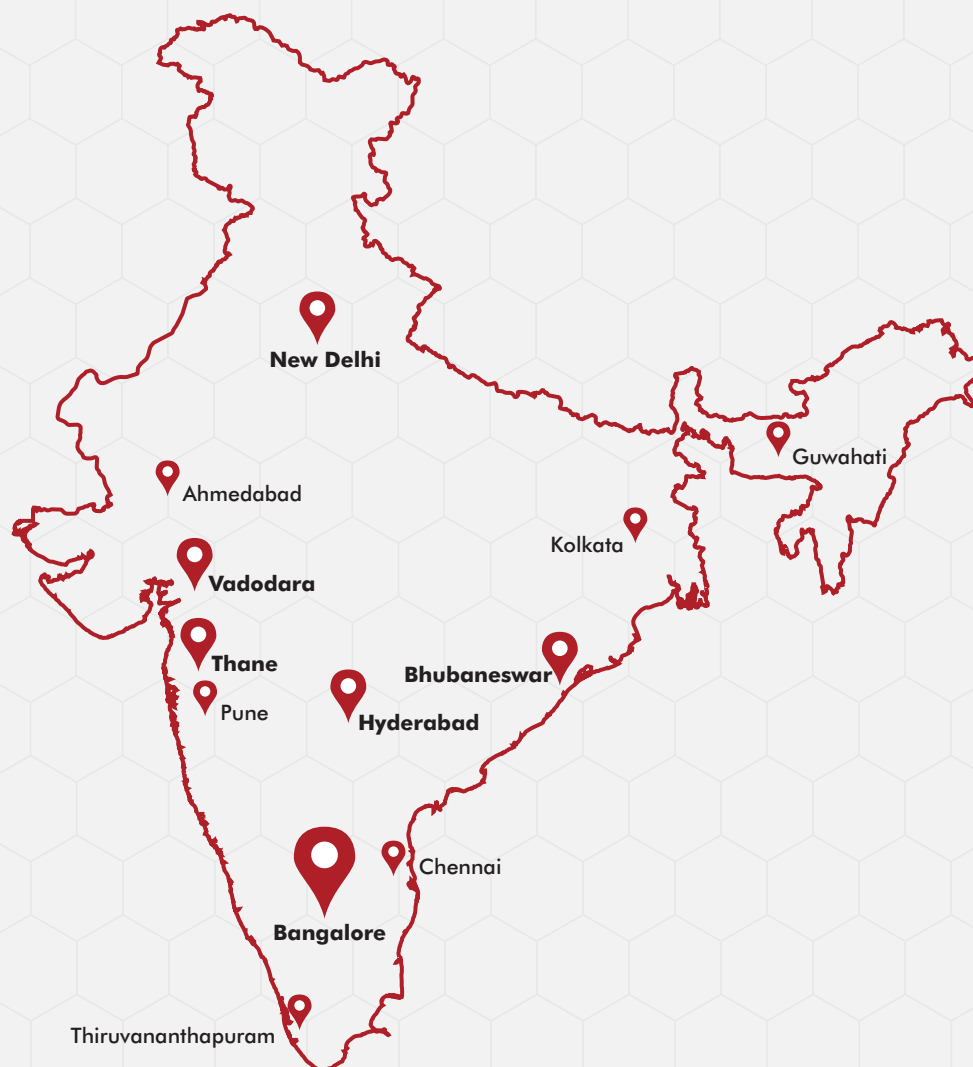 New Delhi
Guwahati
Ahmedabad
Kolkata
Vadodara
Thane
Bhubaneswar
Pune
Hyderabad
Chennai
Bangalore
Thiruvananthapuram